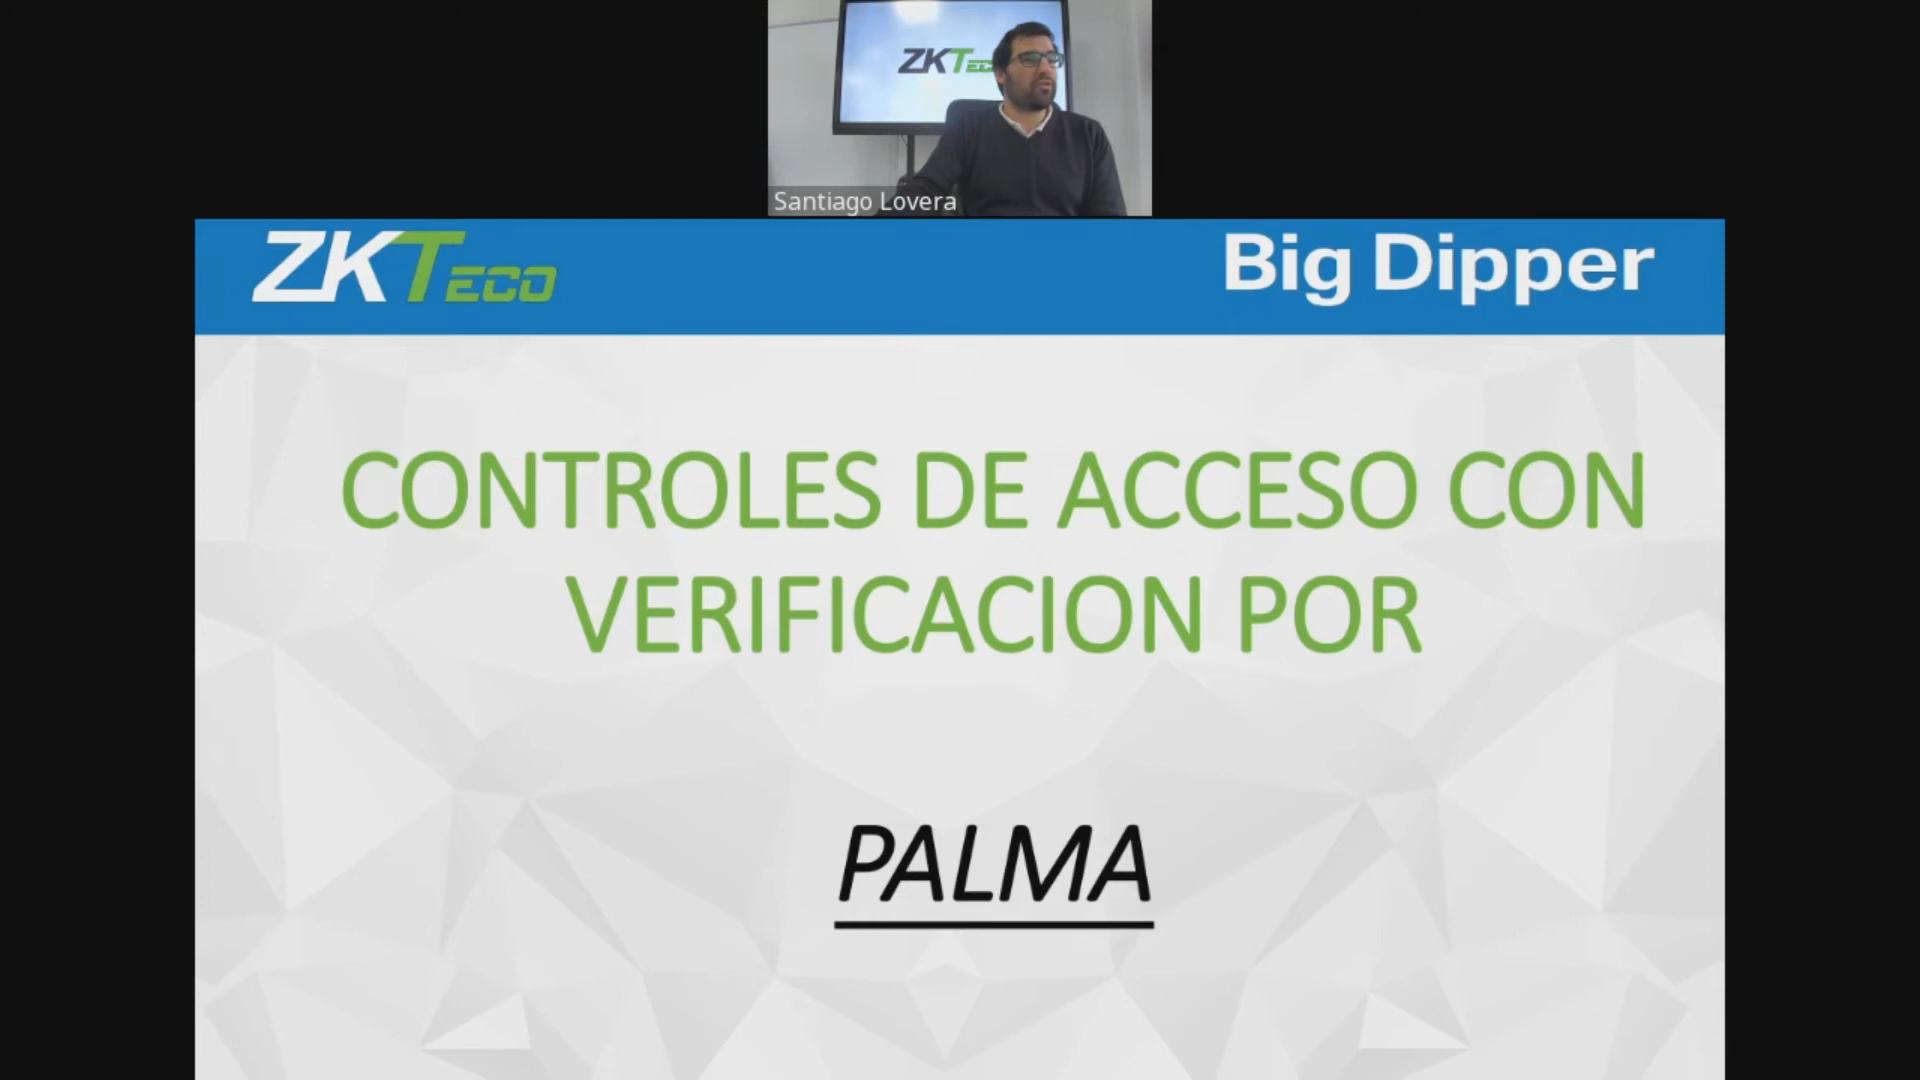 ZKTeco
Santiago Lovera
ZKTeco
Big Dipper
CONTROLES DE ACCESO CON
VERIFICACION POR
PALMA